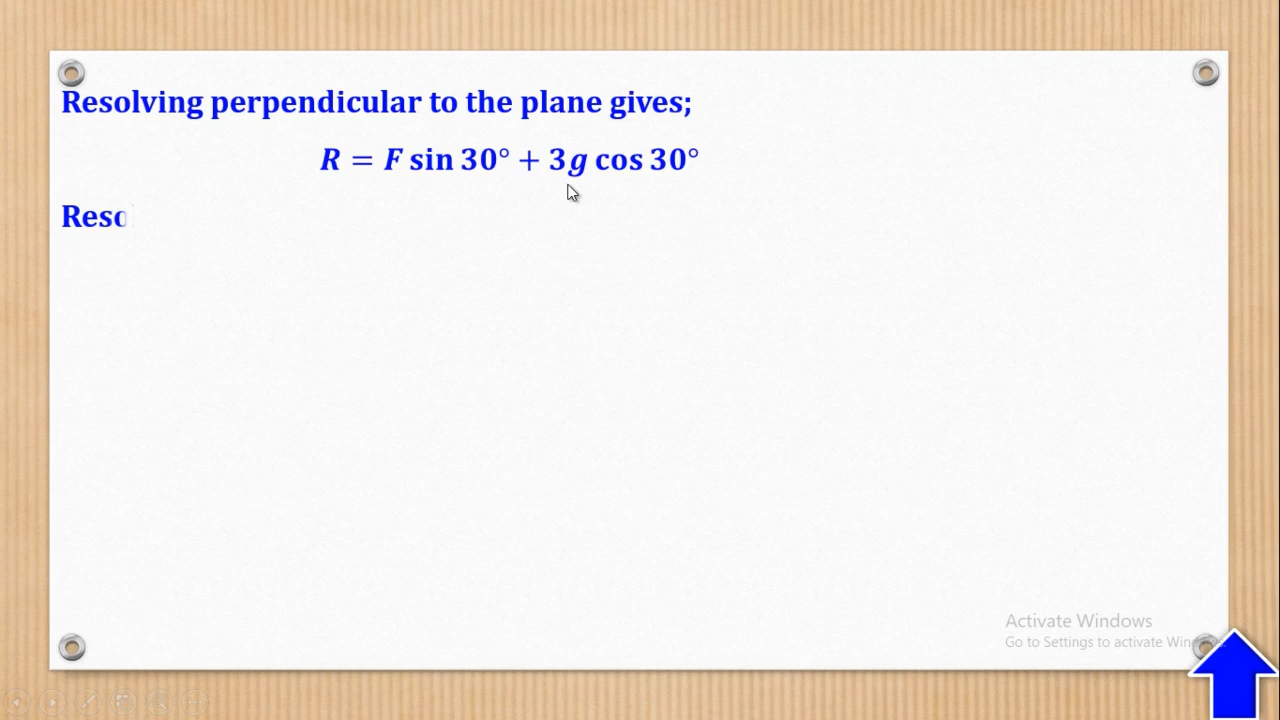 Resolving perpendicular to the plane gives;
R = F sin 30° + 3g cos 30°
Reso
Activate Windows
Go to Settings to activate Windows.